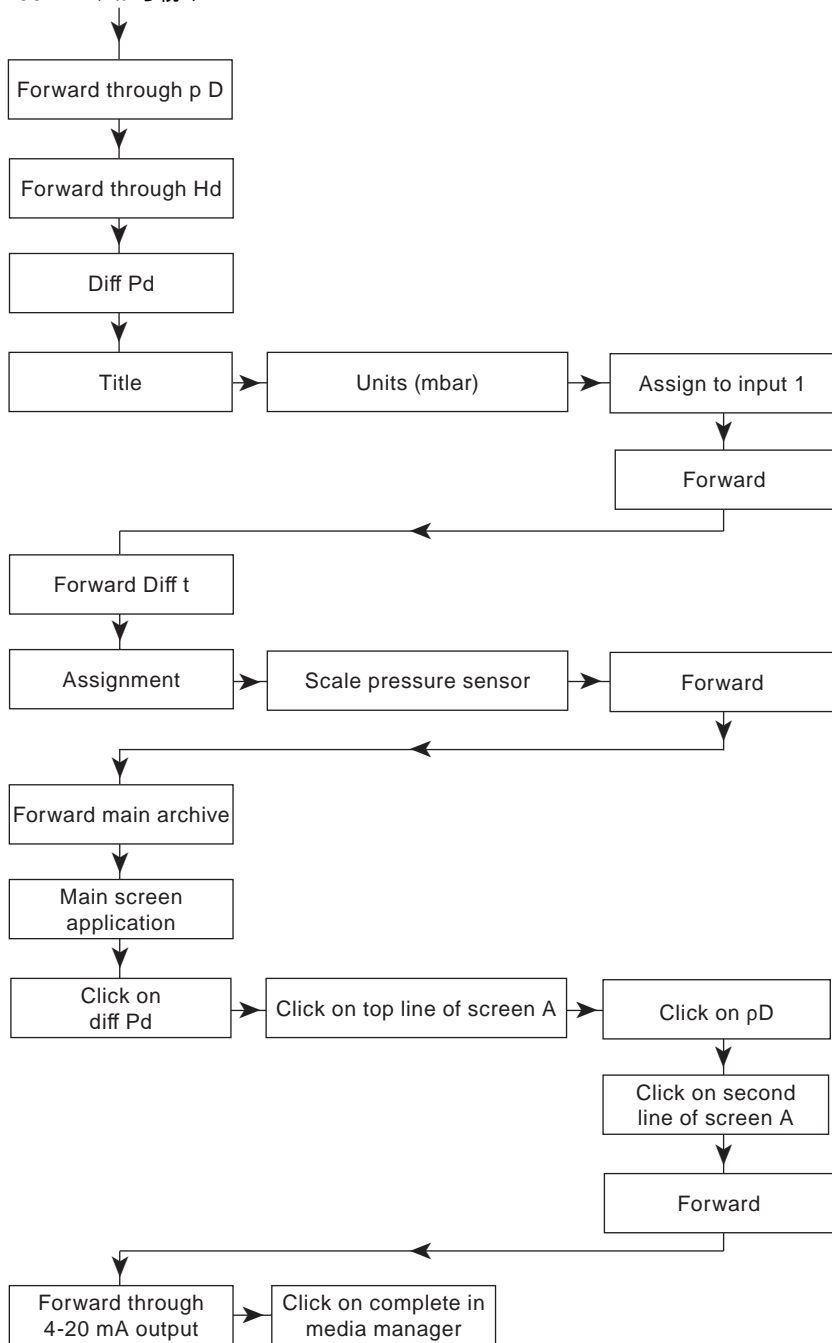 Forward through p D
Forward through Hd
Diff Pd
Title
Units (mbar)
Assign to input 1
Forward
Forward Diff t
Assignment
Scale pressure sensor
Forward
Forward main archive
Main screen
application
Click on
diff Pd
Click on top line of screen A
Click on ρD
Click on second
line of screen A
Forward
Forward through
4-20 mA output
Click on complete in
media manager